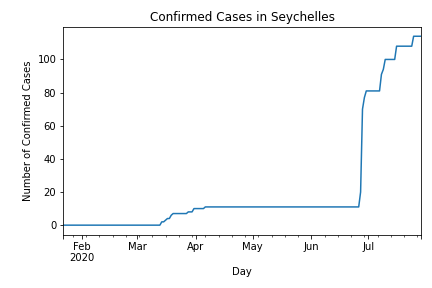 Confirmed Cases in Seychelles
Number of Confirmed Cases
100
80
60
40
20
0
Feb
2020
Mar
Apr
May
Jun
Jul
Day